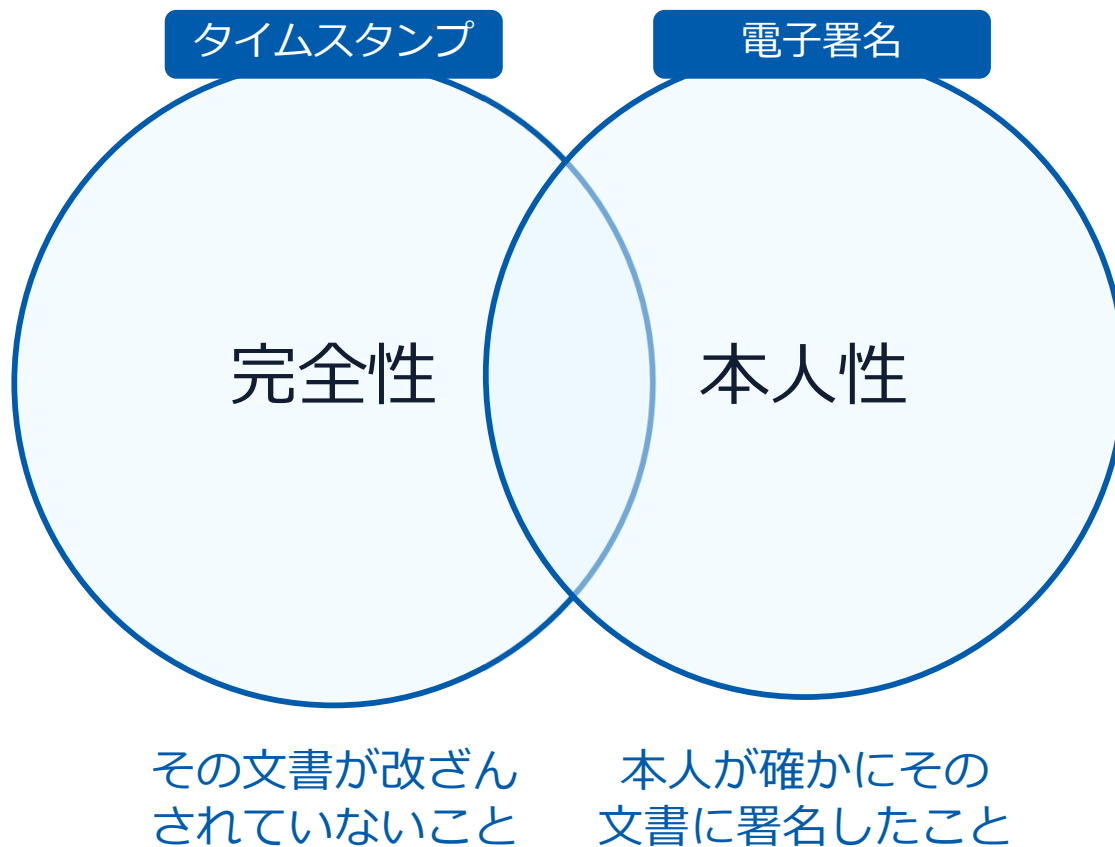 タイムスタンプ
電子署名
完全性
本人性
その文書が改ざん
されていないこと
本人が確かにその
文書に署名したこと